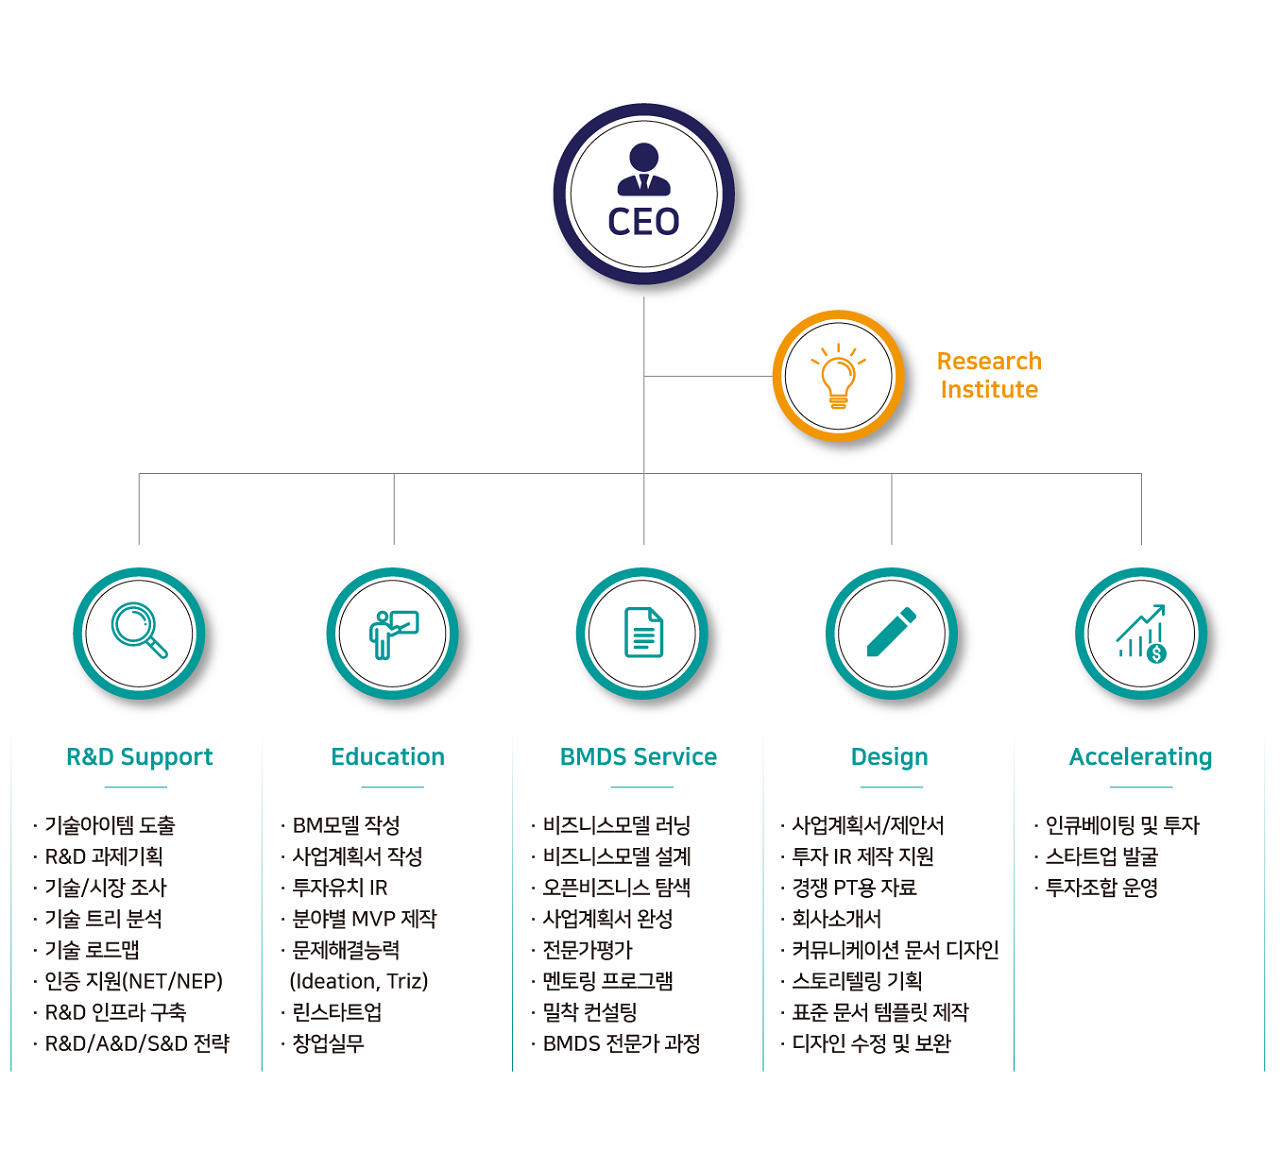 CEO
Research
Institute
R&D Support
· 기술아이템 도출
· R&D 과제기획
· 기술/시장 조사
· 기술 트리 분석
· 기술 로드맵
· 인증 지원(NET/NEP)
· R&D 인프라 구축
· R&D/A&D/S&D 전략
Education
· BM모델 작성
· 사업계획서 작성
· 투자유치 IR
· 분야별 MVP 제작
· 문제해결능력
(Ideation, Triz)
· 린스타트업
· 창업실무
BMDS Service
· 비즈니스모델 러닝
· 비즈니스모델 설계
· 오픈비즈니스 탐색
· 사업계획서 완성
· 전문가평가
· 멘토링 프로그램
· 밀착 컨설팅
· BMDS 전문가 과정
Design
· 사업계획서/제안서
· 투자 IR 제작 지원
· 경쟁 PT용 자료
· 회사소개서
· 커뮤니케이션 문서 디자인
· 스토리텔링 기획
· 표준 문서 템플릿 제작
· 디자인 수정 및 보완
Accelerating
· 인큐베이팅 및 투자
· 스타트업 발굴
· 투자조합 운영